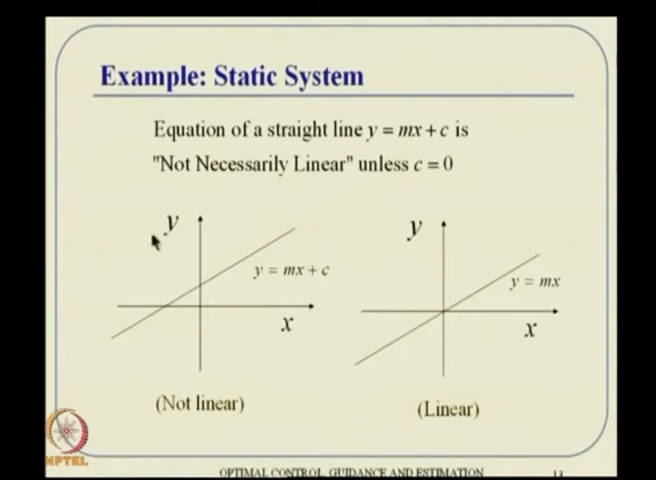 Example: Static System
Equation of a straight line y = mx + c is
"Not Necessarily Linear" unless c = 0
y
y = mx + c
x
(Not linear)
y
y = mx
x
(Linear)
NPTEL
OPTIMAL CONTROL, GUIDANCE AND ESTIMATION